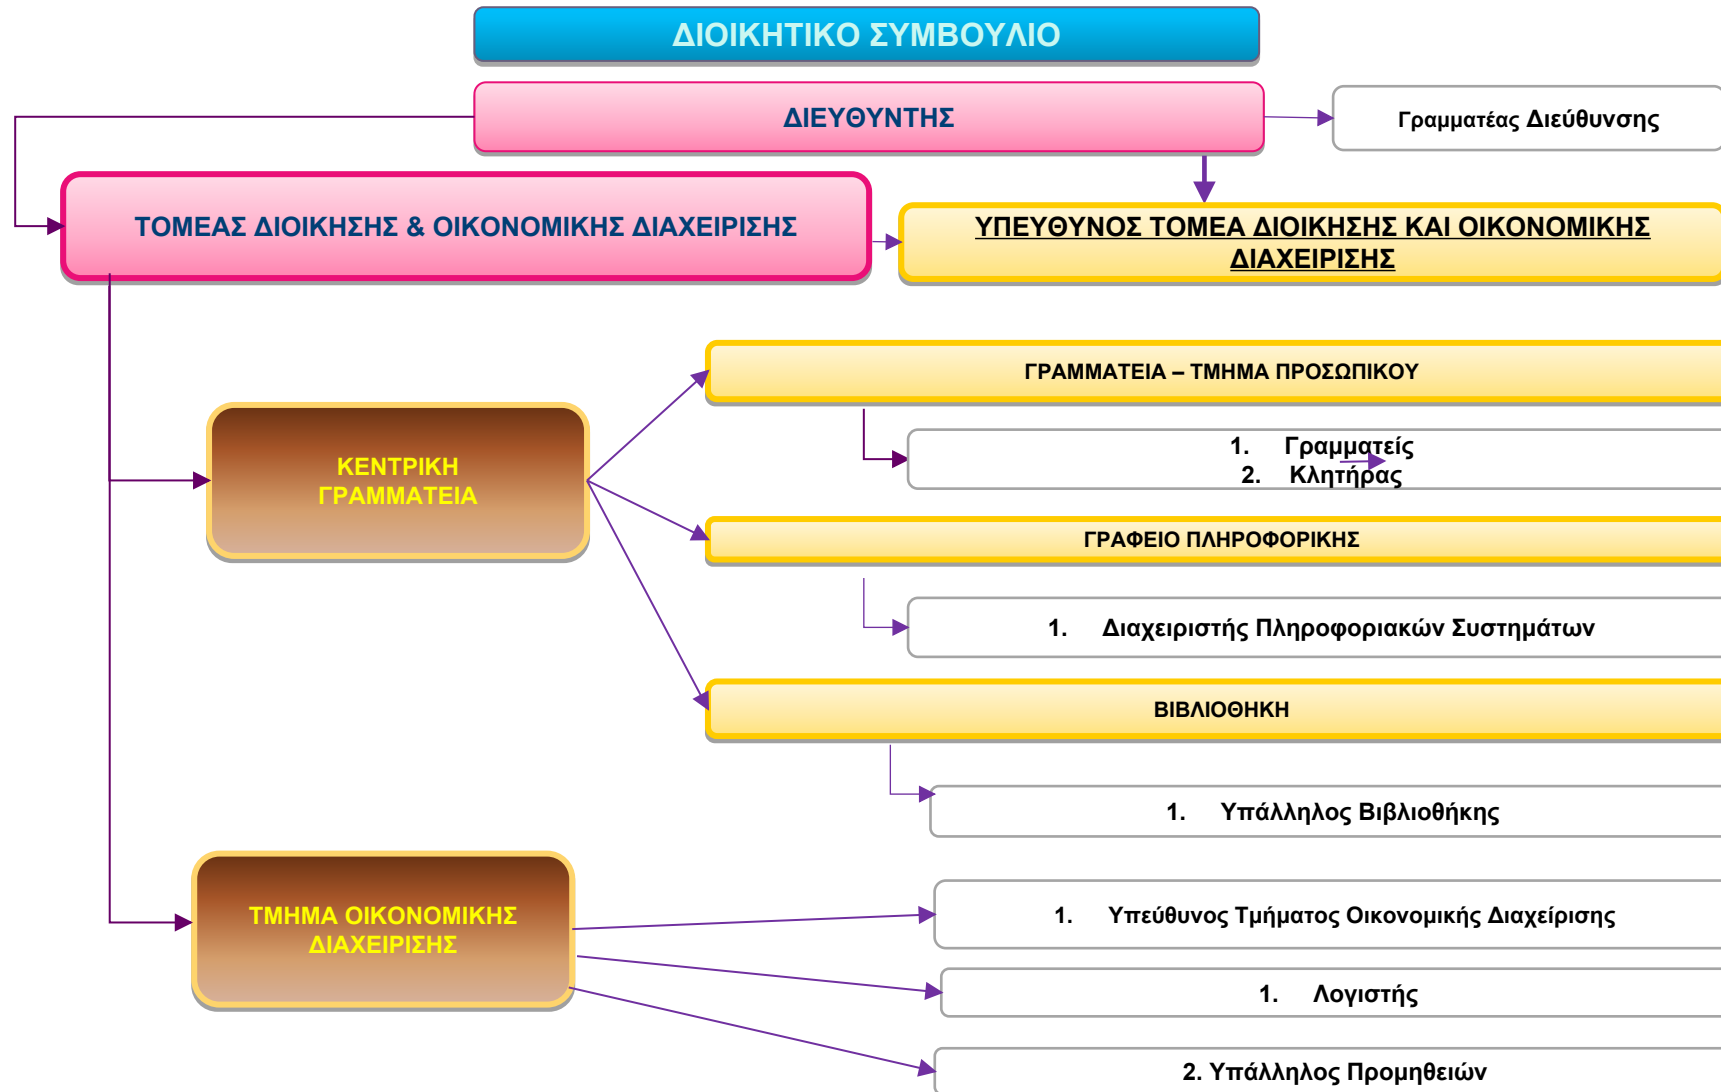 ΔΙΟΙΚΗΤΙΚΟ ΣΥΜΒΟΥΛΙΟ
ΔΙΕΥΘΥΝΤΗΣ
Γραμματέας Διεύθυνσης
ΤΟΜΕΑΣ ΔΙΟΙΚΗΣΗΣ & ΟΙΚΟΝΟΜΙΚΗΣ ΔΙΑΧΕΙΡΙΣΗΣ
ΥΠΕΥΘΥΝΟΣ ΤΟΜΕΑ ΔΙΟΙΚΗΣΗΣ ΚΑΙ ΟΙΚΟΝΟΜΙΚΗΣ
ΔΙΑΧΕΙΡΙΣΗΣ
ΚΕΝΤΡΙΚΗ
ΓΡΑΜΜΑΤΕΙΑ
ΓΡΑΜΜΑΤΕΙΑ – ΤΜΗΜΑ ΠΡΟΣΩΠΙΚΟΥ
1. Γραμματείς
2. Κλητήρας
ΓΡΑΦΕΙΟ ΠΛΗΡΟΦΟΡΙΚΗΣ
1. Διαχειριστής Πληροφοριακών Συστημάτων
ΒΙΒΛΙΟΘΗΚΗ
1. Υπάλληλος Βιβλιοθήκης
ΤΜΗΜΑ ΟΙΚΟΝΟΜΙΚΗΣ
ΔΙΑΧΕΙΡΙΣΗΣ
1. Υπεύθυνος Τμήματος Οικονομικής Διαχείρισης
1. Λογιστής
2. Υπάλληλος Προμηθειών